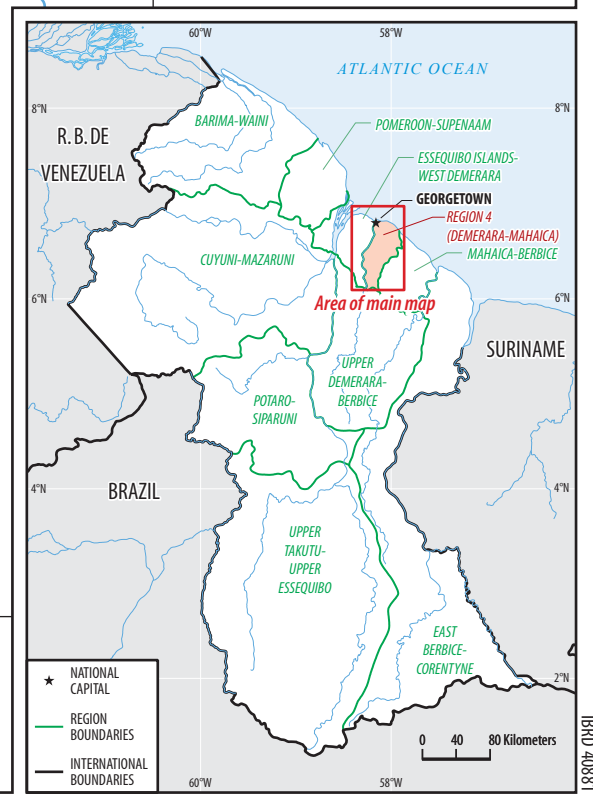 60°W
58°W
ATLANTIC OCEAN
8°N
8°N
BARIMA-WAINI
POMEROON-SUPENAAM
R. B. DE
VENEZUELA
ESSEQUIBO ISLANDS-
WEST DEMERARA
GEORGETOWN
REGION 4
(DEMERARA-MAHAICA)
MAHAICA-BERBICE
CUYUNI-MAZARUNI
6°N
6°N
Area of main map
SURINAME
UPPER
DEMERARA-
BERBICE
POTARO-
SIPARUNI
BRAZIL
4°N
4°N
UPPER
TAKUTU-
UPPER
ESSEQUIBO
EAST
BERBICE-
CORENTYNE
2°N
NATIONAL
CAPITAL
REGION
BOUNDARIES
INTERNATIONAL
BOUNDARIES
0 40 80 Kilometers
60°W
58°W
IBRD 40881